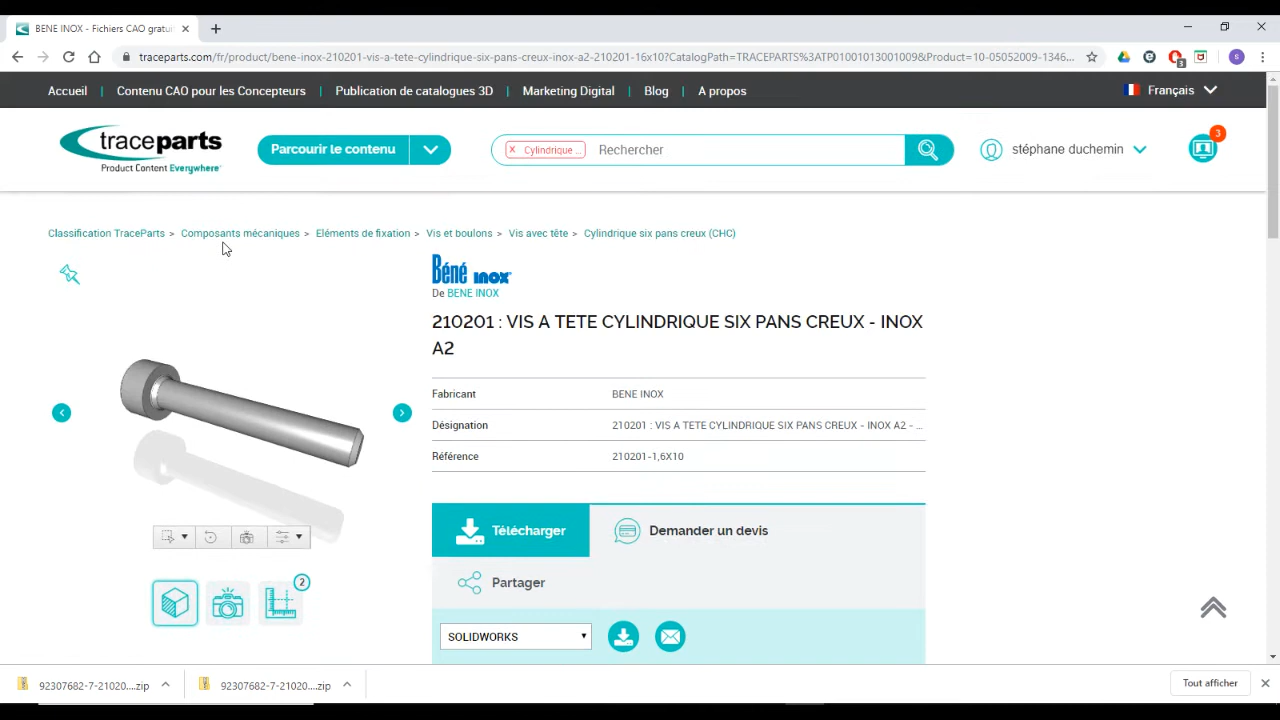 BENE INOX - Fichiers CAO gratui
traceparts.com/fr/product/bene-inox-210201-vis-a-tete-cylindrique-six-pans-creux-inox-a2-210201-16x10?CatalogPath=TRACEPARTS%3ATP01001013001009&Product=10-05052009-1346...
3
S
Accueil | Contenu CAO pour les Concepteurs | Publication de catalogues 3D | Marketing Digital | Blog | A propos Français
traceparts
Product Content Everywhere
Parcourir le contenu
x Cylindrique ... Rechercher
stéphane duchemin
3
Classification TraceParts > Composants mécaniques > Eléments de fixation > Vis et boulons > Vis avec tête > Cylindrique six pans creux (CHC)
Béné inox
De BENE INOX
210201 : VIS A TETE CYLINDRIQUE SIX PANS CREUX - INOX
A2
Fabricant BENE INOX
Désignation 210201 : VIS A TETE CYLINDRIQUE SIX PANS CREUX - INOX A2 - ...
Référence 210201-1,6X10
Télécharger Demander un devis
Partager
2
SOLIDWORKS
92307682-7-21020....zip 92307682-7-21020....zip Tout afficher